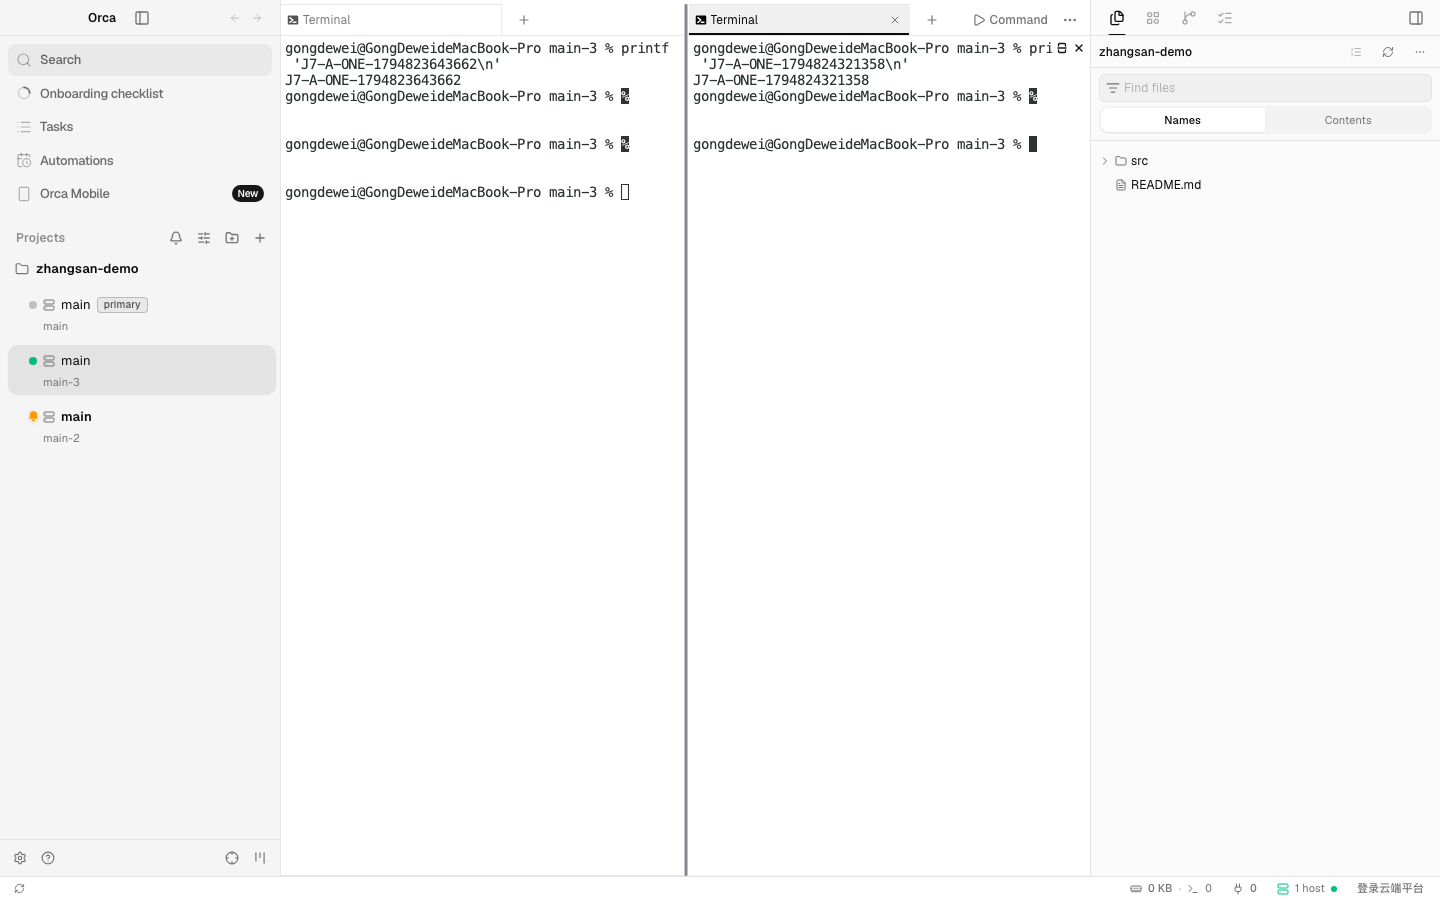 Orca
Search
Onboarding checklist
Tasks
Automations
Orca Mobile New
Projects
zhangsan-demo
main primary
main
main
main-3
main
main-2
Terminal
gongdewei@GongDeweideMacBook-Pro main-3 % printf
'J7-A-ONE-1794823643662\n'
J7-A-ONE-1794823643662
gongdewei@GongDeweideMacBook-Pro main-3 % %
gongdewei@GongDeweideMacBook-Pro main-3 % %
gongdewei@GongDeweideMacBook-Pro main-3 %
Terminal
Command
gongdewei@GongDeweideMacBook-Pro main-3 % pri
'J7-A-ONE-1794824321358\n'
J7-A-ONE-1794824321358
gongdewei@GongDeweideMacBook-Pro main-3 % %
gongdewei@GongDeweideMacBook-Pro main-3 %
zhangsan-demo
Find files
Names Contents
src
README.md
0 KB · 0 0 1 host 登录云端平台